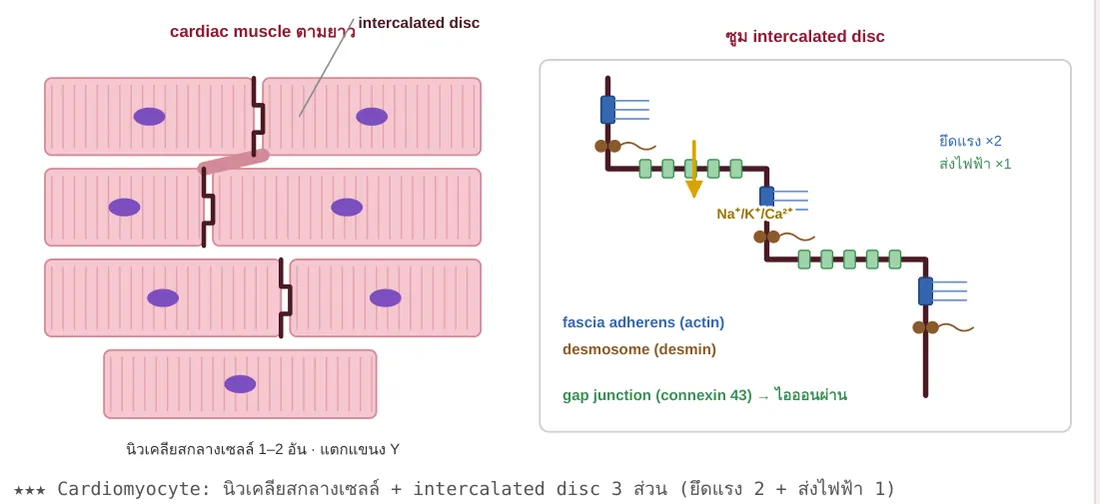 cardiac muscle ตามยาว
intercalated disc
นิวเคลียสกลางเซลล์ 1–2 อัน · แตกแขนง Y
ซูม intercalated disc
ยึดแรง ×2
ส่งไฟฟ้า ×1
Na⁺/K⁺/Ca²⁺
fascia adherens (actin)
desmosome (desmin)
gap junction (connexin 43) → ไอออนผ่าน
★★★ Cardiomyocyte: นิวเคลียสกลางเซลล์ + intercalated disc 3 ส่วน (ยึดแรง 2 + ส่งไฟฟ้า 1)